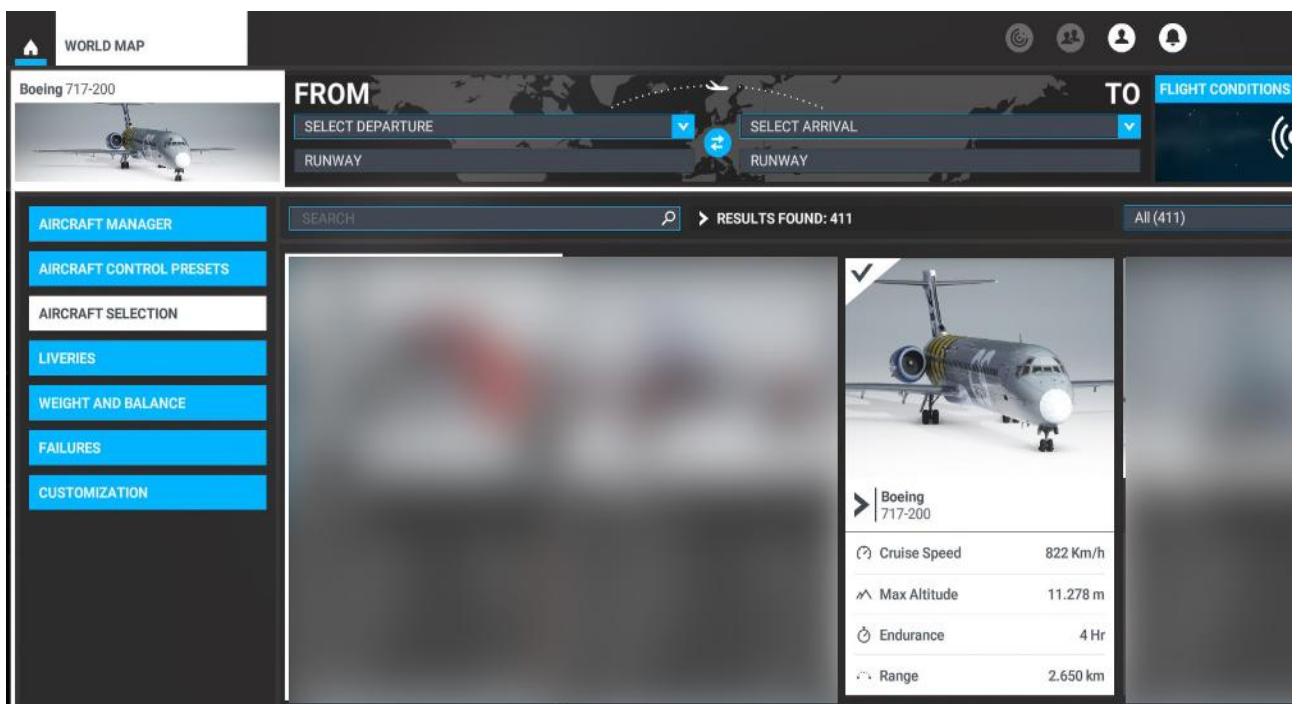 WORLD MAP
Boeing 717-200
FROM
TO
FLIGHT CONDITIONS
SELECT DEPARTURE
SELECT ARRIVAL
RUNWAY
RUNWAY
AIRCRAFT MANAGER
AIRCRAFT CONTROL PRESETS
AIRCRAFT SELECTION
LIVERIES
WEIGHT AND BALANCE
FAILURES
CUSTOMIZATION
SEARCH
RESULTS FOUND: 411
All (411)
Boeing
717-200
Cruise Speed 822 Km/h
Max Altitude 11.278 m
Endurance 4 Hr
Range 2.650 km